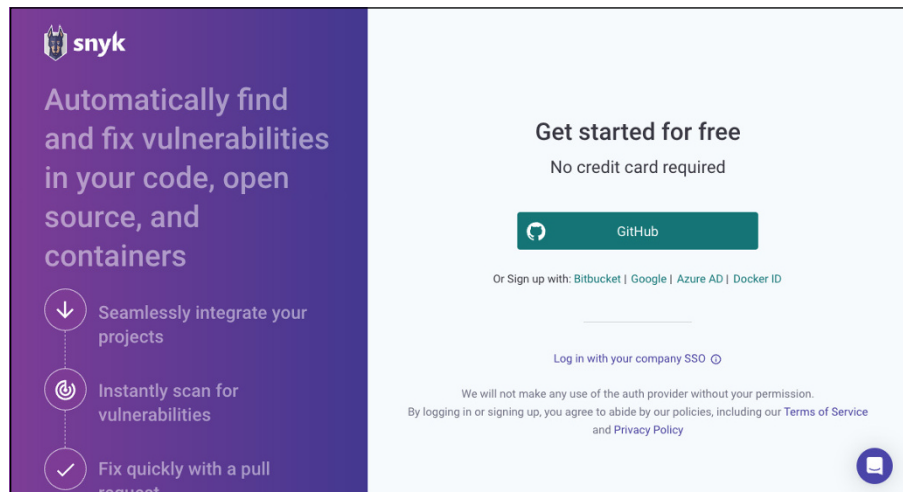 snyk
Automatically find
and fix vulnerabilities
in your code, open
source, and
containers
Seamlessly integrate your
projects
Instantly scan for
vulnerabilities
Fix quickly with a pull
request
Get started for free
No credit card required
GitHub
Or Sign up with: Bitbucket | Google | Azure AD | Docker ID
Log in with your company SSO
We will not make any use of the auth provider without your permission.
By logging in or signing up, you agree to abide by our policies, including our Terms of Service
and Privacy Policy